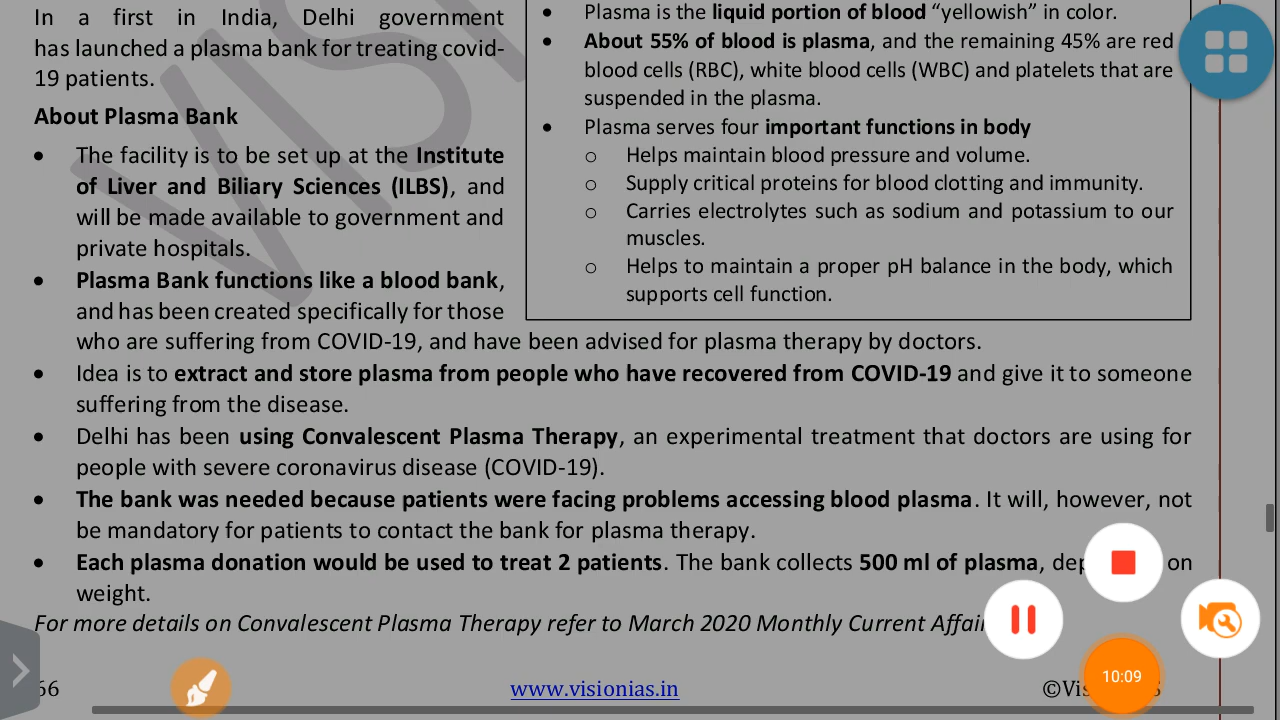 In a first in India, Delhi government
has launched a plasma bank for treating covid-
19 patients.
About Plasma Bank
• The facility is to be set up at the Institute
of Liver and Biliary Sciences (ILBS), and
will be made available to government and
private hospitals.
• Plasma Bank functions like a blood bank,
and has been created specifically for those
who are suffering from COVID-19, and have been advised for plasma therapy by doctors.
• Idea is to extract and store plasma from people who have recovered from COVID-19 and give it to someone
suffering from the disease.
• Delhi has been using Convalescent Plasma Therapy, an experimental treatment that doctors are using for
people with severe coronavirus disease (COVID-19).
• The bank was needed because patients were facing problems accessing blood plasma. It will, however, not
be mandatory for patients to contact the bank for plasma therapy.
• Each plasma donation would be used to treat 2 patients. The bank collects 500 ml of plasma, on
weight.
For more details on Convalescent Plasma Therapy refer to March 2020 Monthly Current
• Plasma is the liquid portion of blood “yellowish” in color.
• About 55% of blood is plasma, and the remaining 45% are red
blood cells (RBC), white blood cells (WBC) and platelets that are
suspended in the plasma.
• Plasma serves four important functions in body
o Helps maintain blood pressure and volume.
o Supply critical proteins for blood clotting and immunity.
o Carries electrolytes such as sodium and potassium to our
muscles.
o Helps to maintain a proper pH balance in the body, which
supports cell function.
10:09
66
www.visionias.in